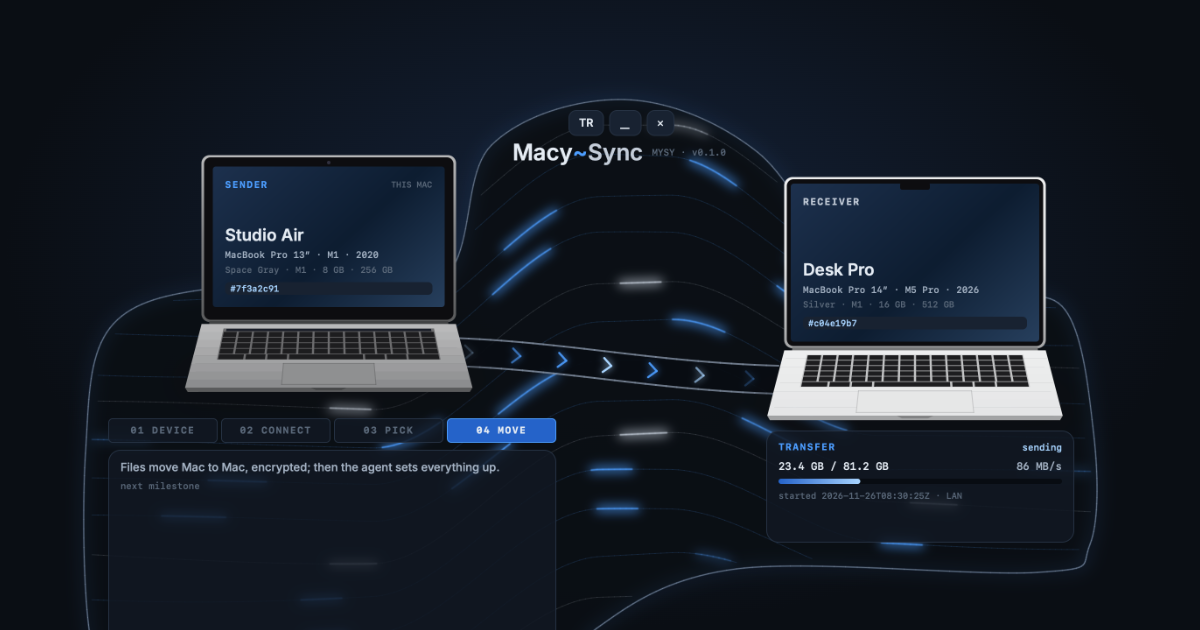 TR _ ×
Macy~Sync MYSY · v0.1.0
SENDER THIS MAC
Studio Air
MacBook Pro 13″ · M1 · 2020
Space Gray · M1 · 8 GB · 256 GB
#7f3a2c91
RECEIVER
Desk Pro
MacBook Pro 14″ · M5 Pro · 2026
Silver · M1 · 16 GB · 512 GB
#c04e19b7
01 DEVICE 02 CONNECT 03 PICK 04 MOVE
Files move Mac to Mac, encrypted; then the agent sets everything up.
next milestone
TRANSFER sending
23.4 GB / 81.2 GB 86 MB/s
started 2026-11-26T08:30:25Z · LAN